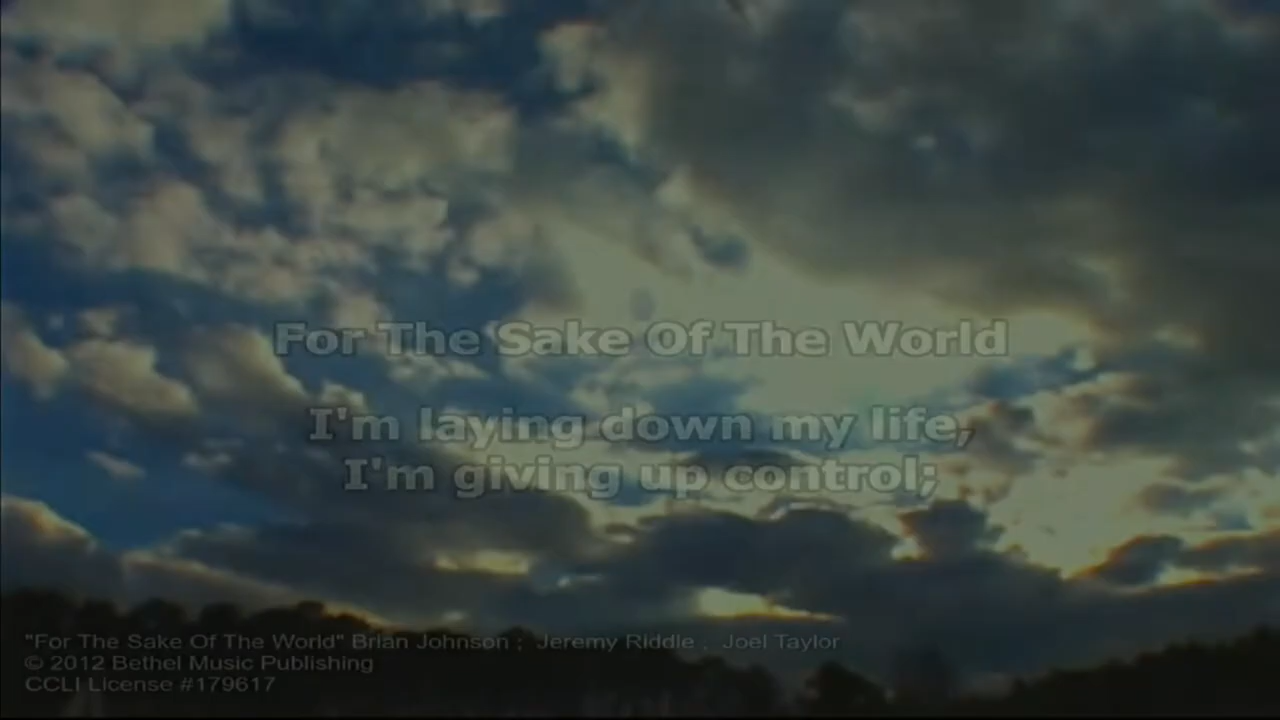 For The Sake Of The World
I'm laying down my life,
I'm giving up control;
"For The Sake Of The World" Brian Johnson ; Jeremy Riddle , Joel Taylor
© 2012 Bethel Music Publishing
CCLI License #179617